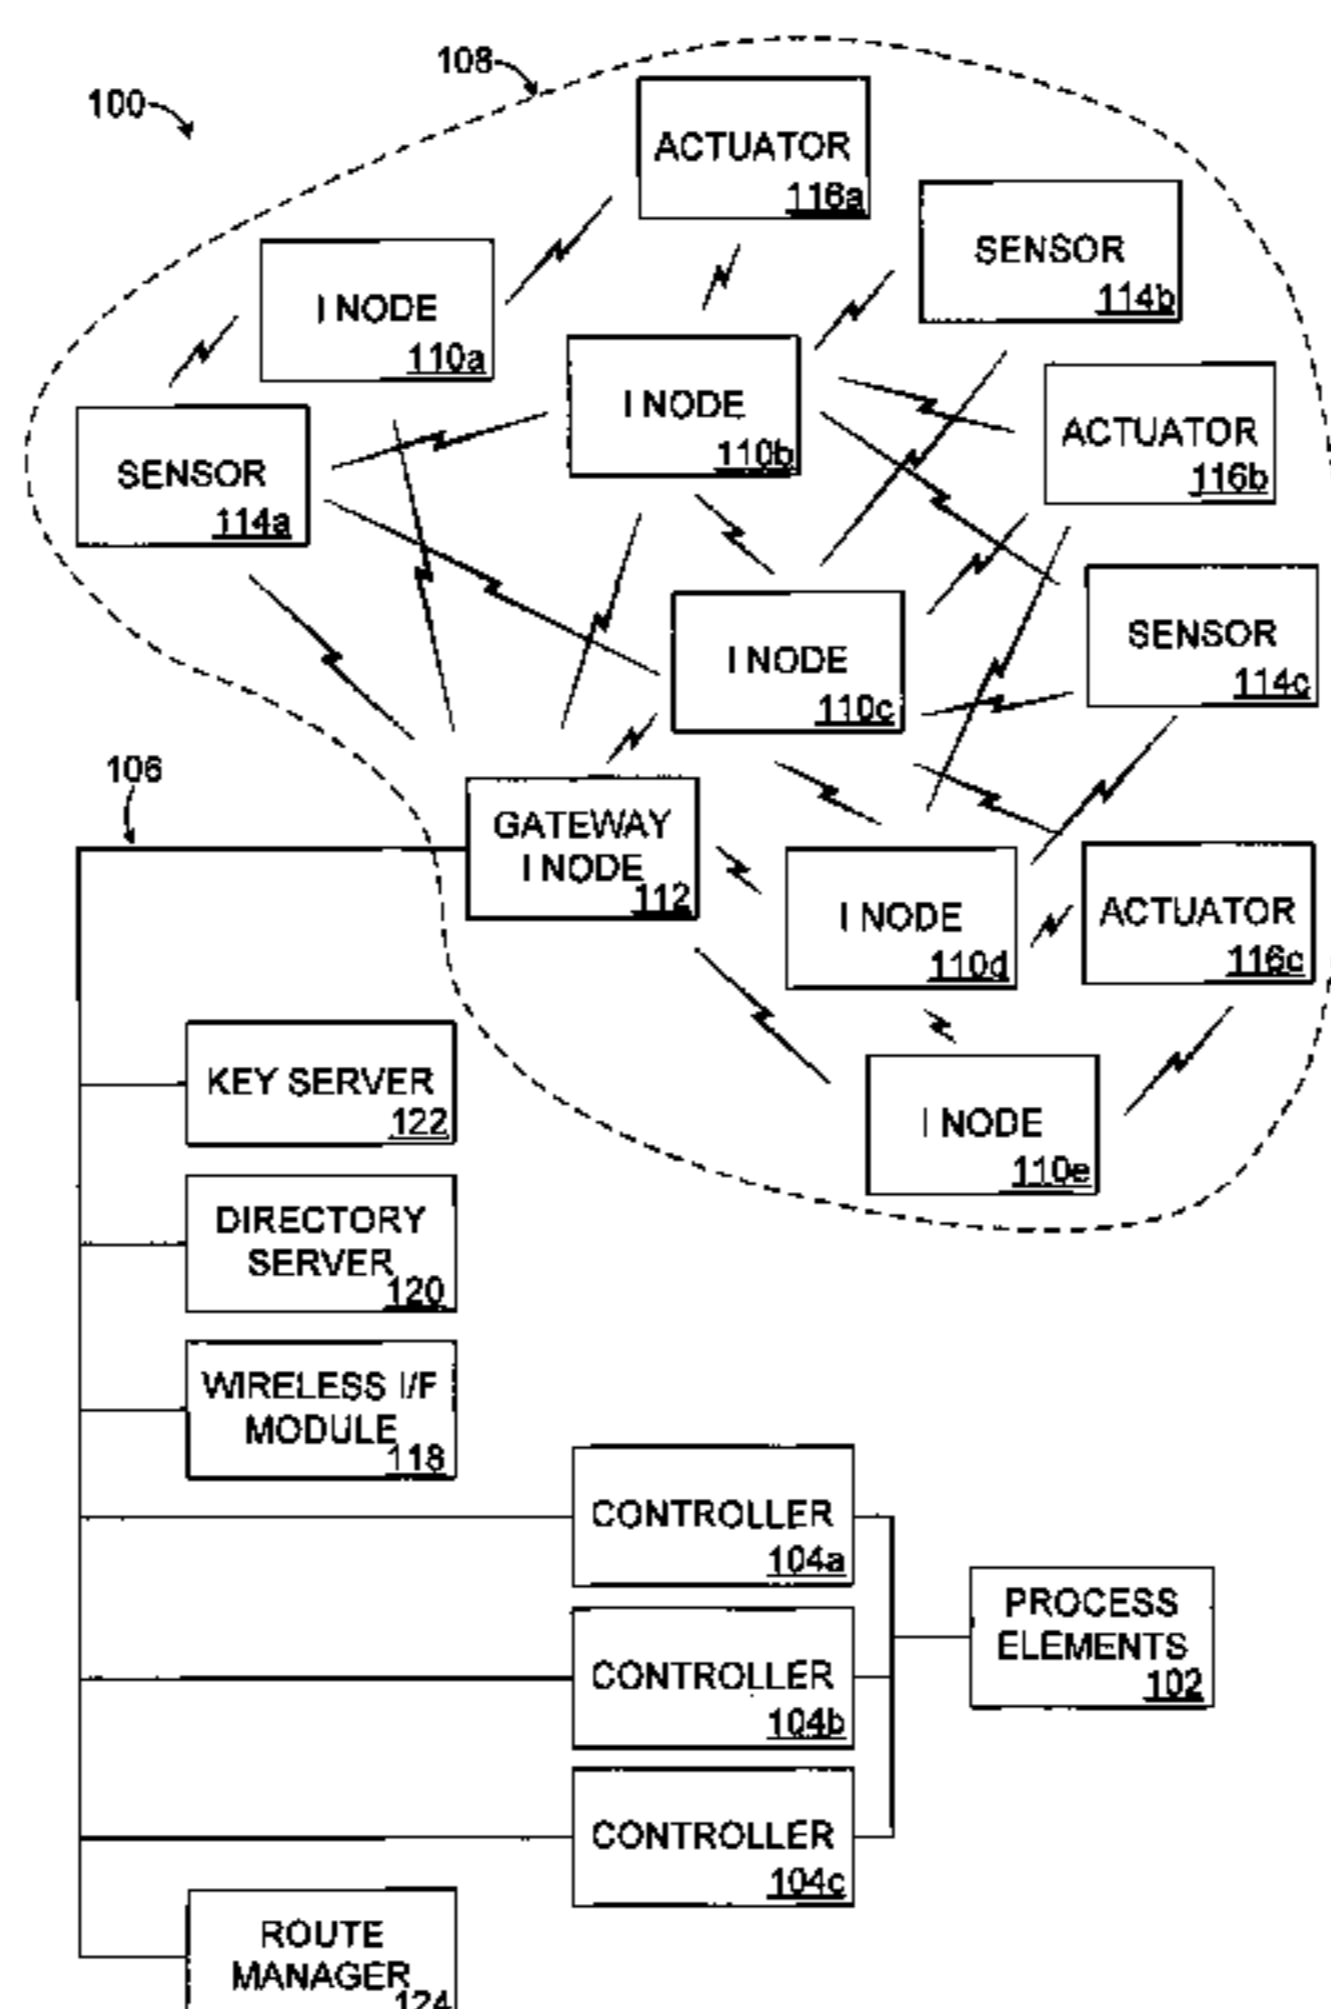 108
100
ACTUATOR
116a
SENSOR
114b
I NODE
110a
I NODE
110b
ACTUATOR
116b
SENSOR
114a
I NODE
110c
SENSOR
114c
106
GATEWAY
I NODE
112
I NODE
110d
ACTUATOR
116c
KEY SERVER
122
I NODE
110e
DIRECTORY
SERVER
120
WIRELESS I/F
MODULE
118
CONTROLLER
104a
PROCESS
ELEMENTS
102
CONTROLLER
104b
CONTROLLER
104c
ROUTE
MANAGER
124